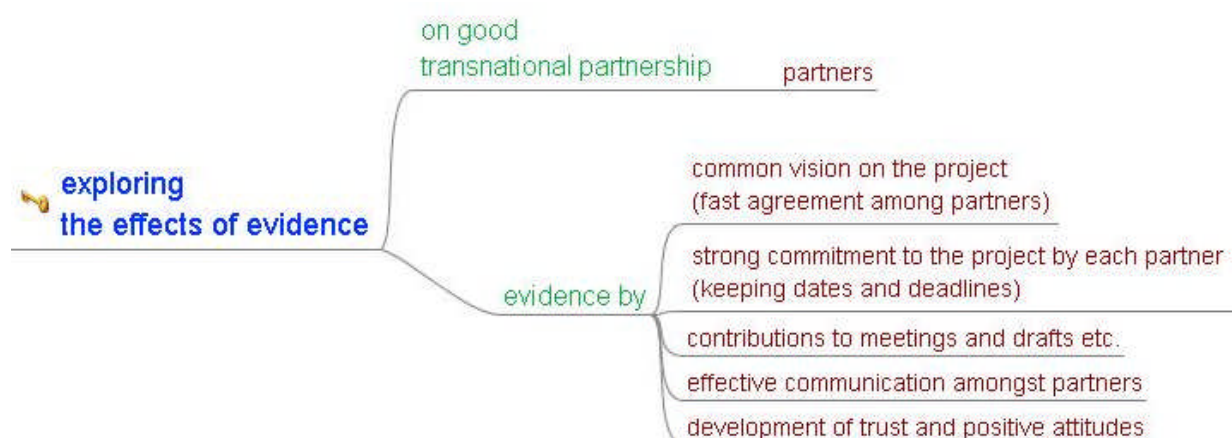 on good
transnational partnership
partners
exploring
the effects of evidence
common vision on the project
(fast agreement among partners)
strong commitment to the project by each partner
(keeping dates and deadlines)
evidence by
contributions to meetings and drafts etc.
effective communication amongst partners
development of trust and positive attitudes